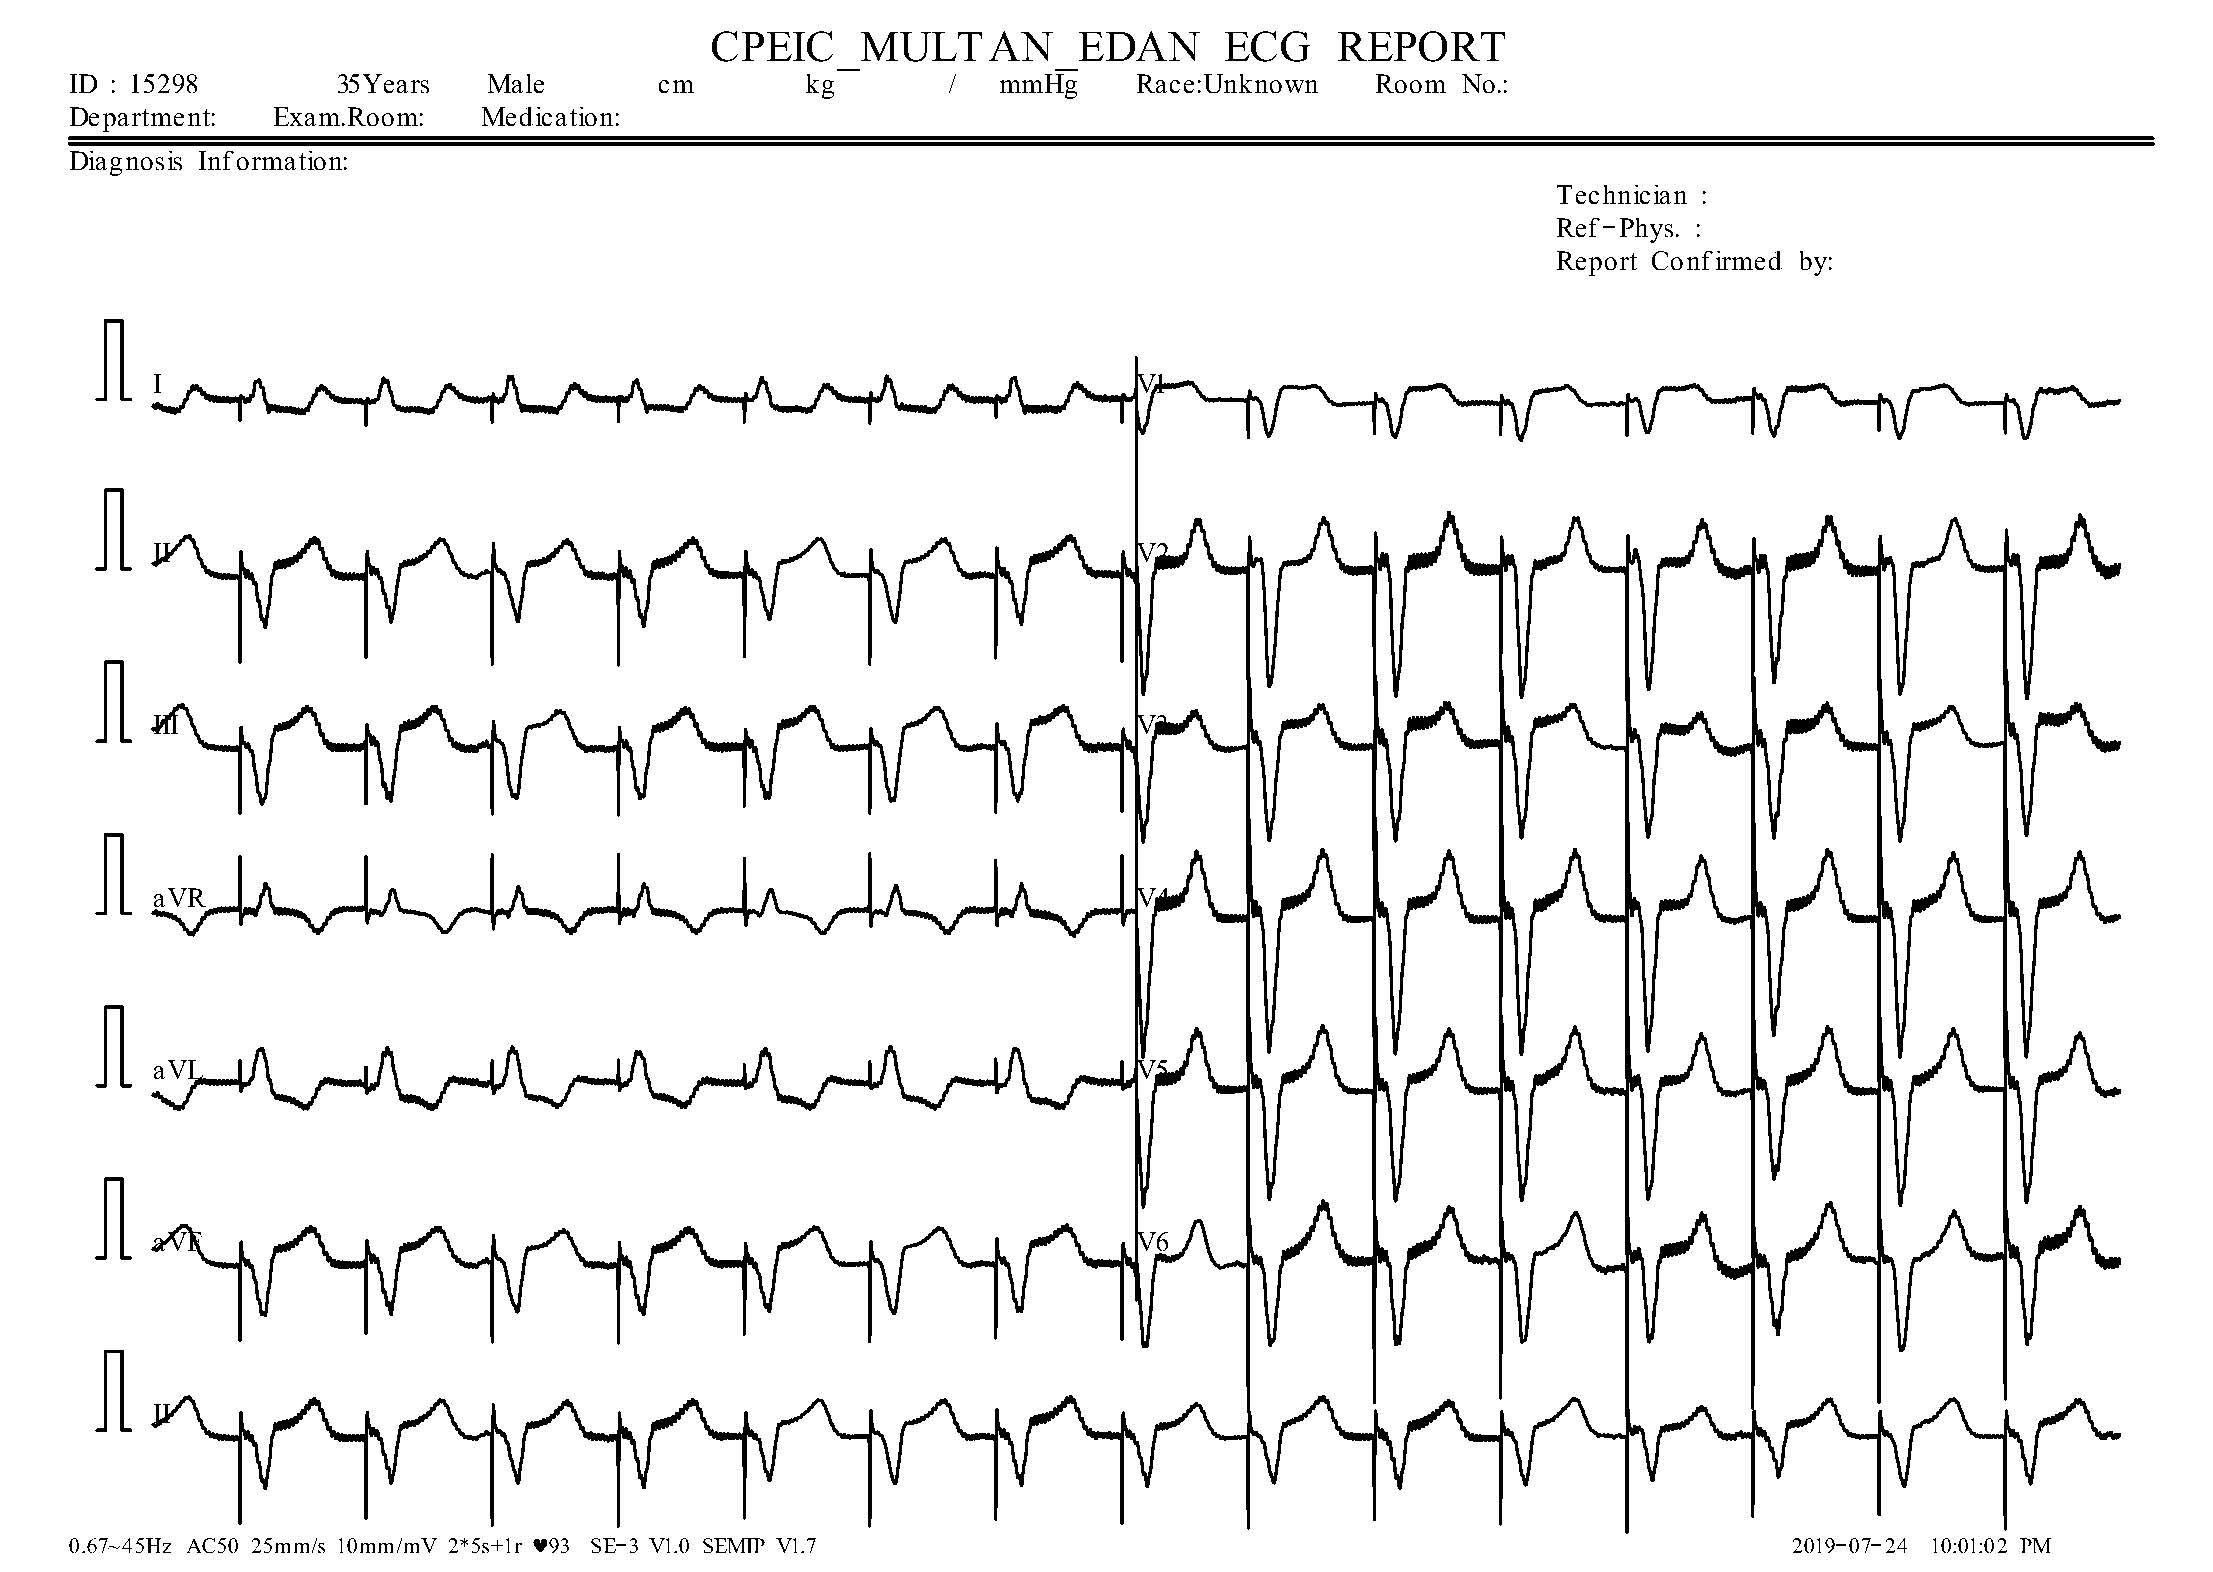 CPEIC_MULTAN_EDAN ECG REPORT
ID : 15298 35Years Male cm kg / mmHg Race:Unknown Room No.:
Department: Exam.Room: Medication:
Diagnosis Information:
Technician :
Ref-Phys. :
Report Confirmed by:
I V1
II V2
III V3
aVR V4
aVL V5
aVF V6
II
0.67~45Hz AC50 25mm/s 10mm/mV 2*5s+1r ♥93 SE-3 V1.0 SEMIP V1.7 2019-07-24 10:01:02 PM